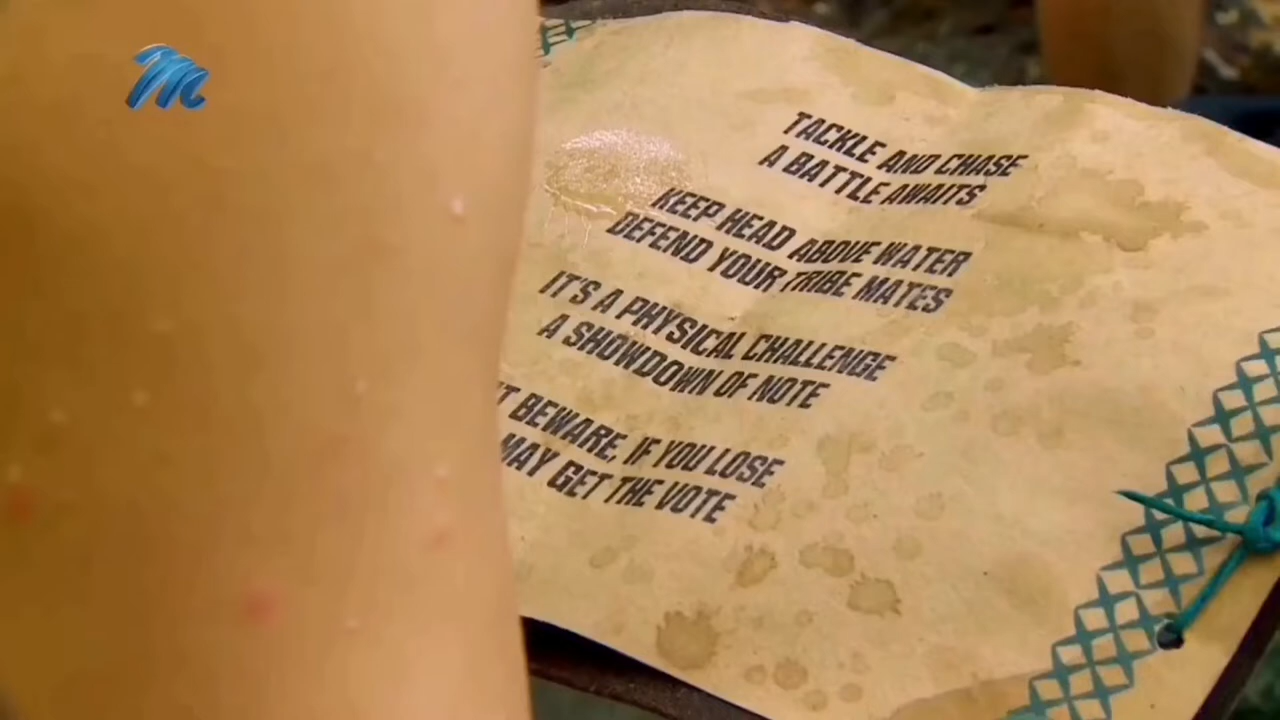 TACKLE AND CHASE
A BATTLE AWAITS
KEEP HEAD ABOVE WATER
DEFEND YOUR TRIBE MATES
IT'S A PHYSICAL CHALLENGE
A SHOWDOWN OF NOTE
BEWARE, IF YOU LOSE
MAY GET THE VOTE